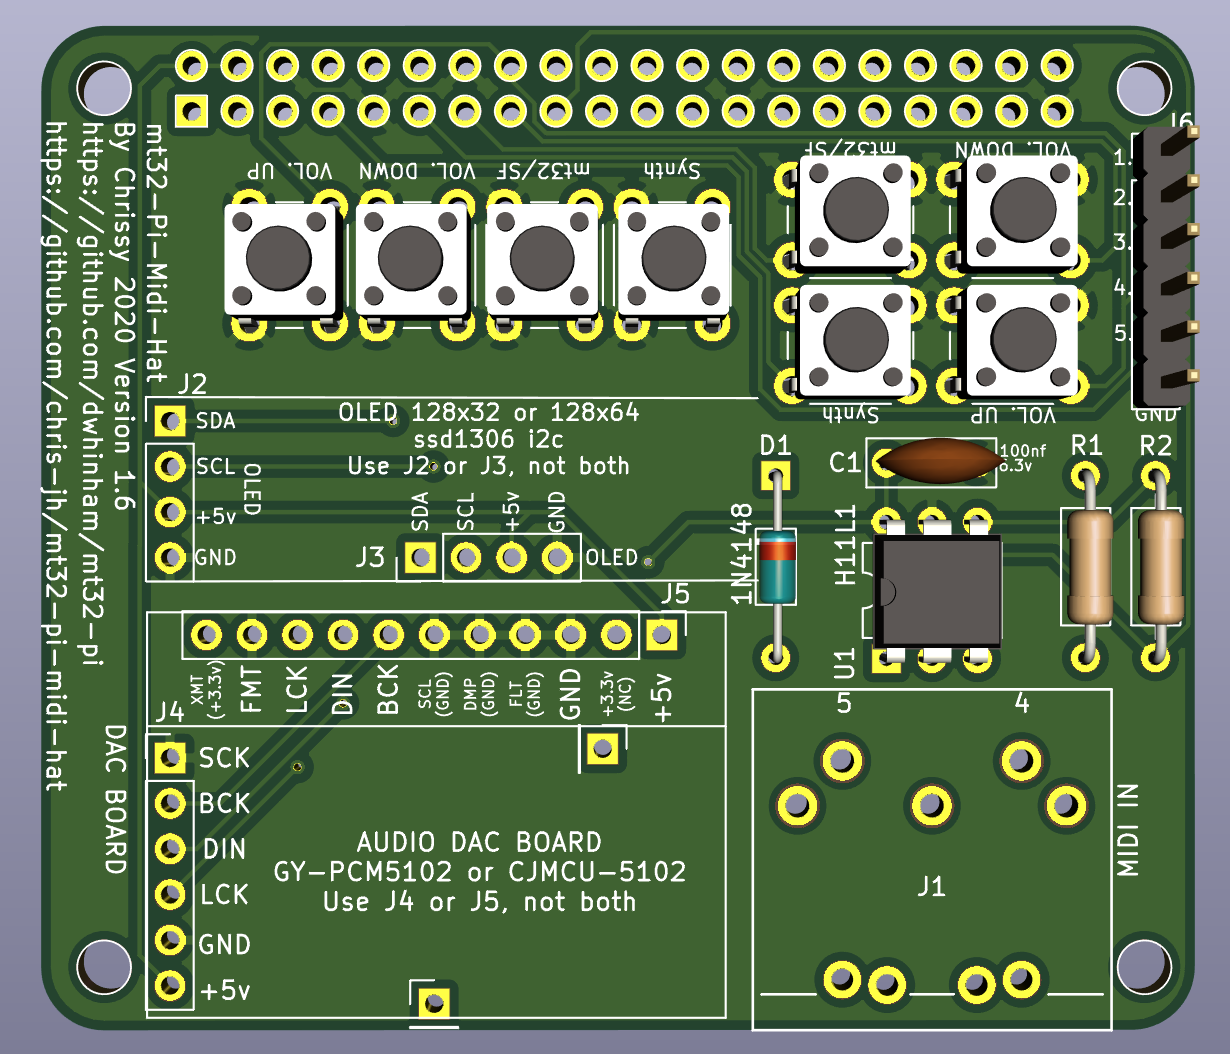 mt32-Pi-Midi-Hat
By Chrissy 2020 Version 1.6
https://github.com/dwhinham/mt32-pi
https://github.com/chris-jh/mt32-pi-midi-hat
VOL. UP
VOL. DOWN
mt32/SF
Synth
mt32/SF
VOL. DOWN
Synth
VOL. UP
J6
1.
2.
3.
4.
5.
GND
J2
SDA
SCL
+5v
GND
OLED
OLED 128x32 or 128x64
ssd1306 i2c
Use J2 or J3, not both
SDA
SCL
+5v
GND
J3
OLED
D1
1N4148
C1
100nf
6.3v
R1
R2
H11L1
U1
J5
XMT
(+3.3v)
FMT
LCK
DIN
BCK
SCL
(GND)
DMP
(GND)
FLT
(GND)
GND
+3.3v
(NC)
+5v
J4
SCK
BCK
DIN
LCK
GND
+5v
DAC BOARD
AUDIO DAC BOARD
GY-PCM5102 or CJMCU-5102
Use J4 or J5, not both
5
4
J1
MIDI IN